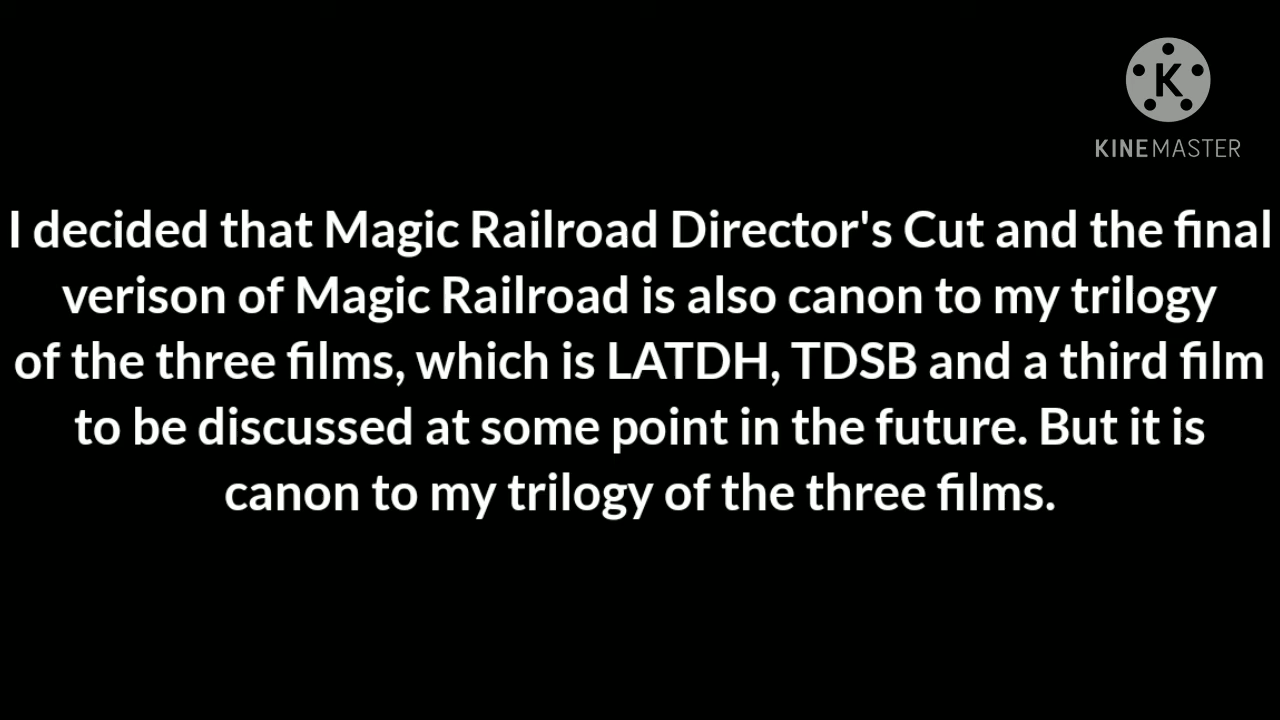 K
KINEMASTER
I decided that Magic Railroad Director's Cut and the final
verison of Magic Railroad is also canon to my trilogy
of the three films, which is LATDH, TDSB and a third film
to be discussed at some point in the future. But it is
canon to my trilogy of the three films.